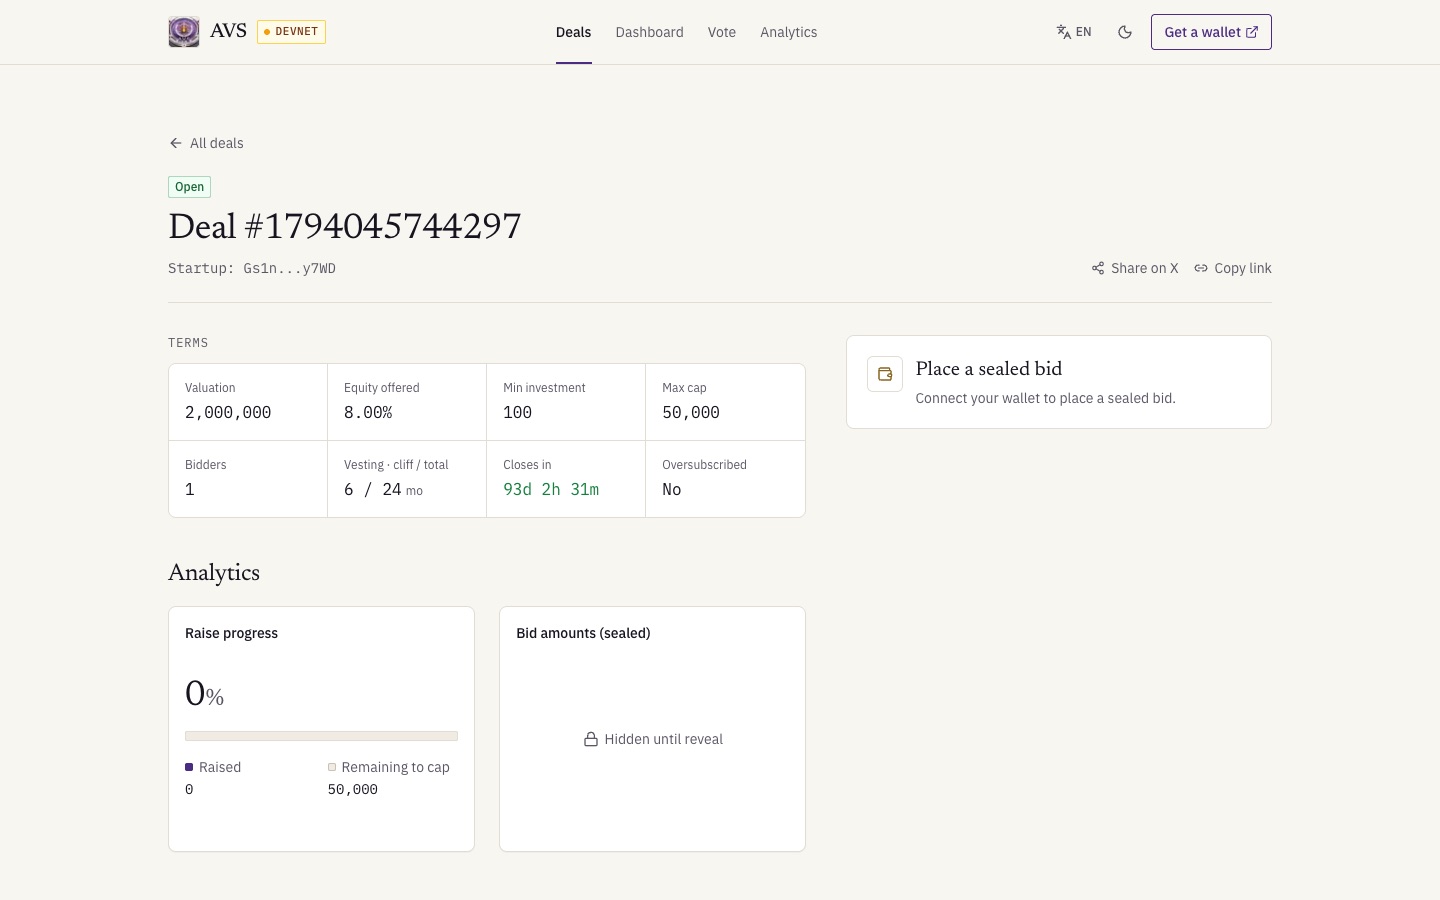 AVS
DEVNET
Deals
Dashboard
Vote
Analytics
EN
Get a wallet
All deals
Open
Deal #1794045744297
Startup: Gs1n...y7WD
Share on X
Copy link
TERMS
Valuation
2,000,000
Equity offered
8.00%
Min investment
100
Max cap
50,000
Bidders
1
Vesting · cliff / total
6 / 24 mo
Closes in
93d 2h 31m
Oversubscribed
No
Place a sealed bid
Connect your wallet to place a sealed bid.
Analytics
Raise progress
0%
Raised
0
Remaining to cap
50,000
Bid amounts (sealed)
Hidden until reveal